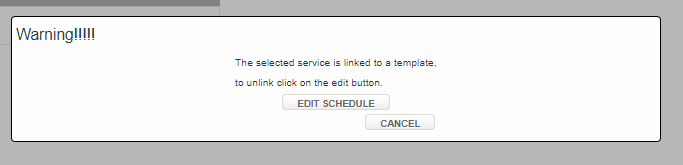 Warning!!!!!
The selected service is linked to a template,
to unlink click on the edit button.
EDIT SCHEDULE
CANCEL